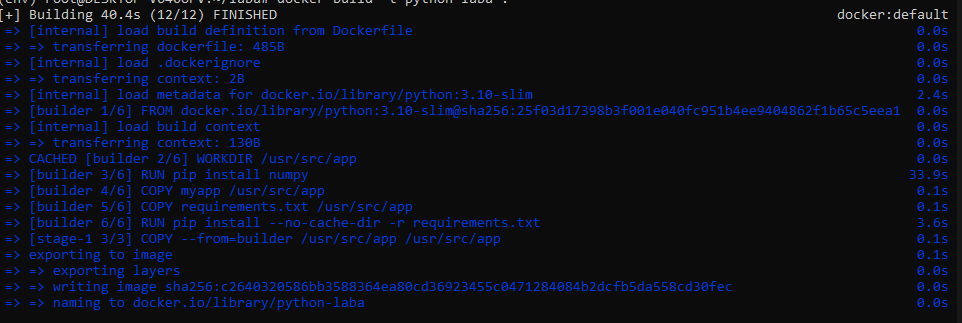 docker build -t python-laba .
[+] Building 40.4s (12/12) FINISHED docker:default
=> [internal] load build definition from Dockerfile 0.0s
=> => transferring dockerfile: 485B 0.0s
=> [internal] load .dockerignore 0.0s
=> => transferring context: 2B 0.0s
=> [internal] load metadata for docker.io/library/python:3.10-slim 2.4s
=> [builder 1/6] FROM docker.io/library/python:3.10-slim@sha256:25f03d17398b3f001e040fc951b4ee9404862f1b65c5eea1 0.0s
=> [internal] load build context 0.0s
=> => transferring context: 130B 0.0s
=> CACHED [builder 2/6] WORKDIR /usr/src/app 0.0s
=> [builder 3/6] RUN pip install numpy 33.9s
=> [builder 4/6] COPY myapp /usr/src/app 0.1s
=> [builder 5/6] COPY requirements.txt /usr/src/app 0.1s
=> [builder 6/6] RUN pip install --no-cache-dir -r requirements.txt 3.6s
=> [stage-1 3/3] COPY --from=builder /usr/src/app /usr/src/app 0.1s
=> exporting to image 0.1s
=> => exporting layers 0.0s
=> => writing image sha256:c2640320586bb3588364ea80cd36923455c0471284084b2dcfb5da558cd30fec 0.0s
=> => naming to docker.io/library/python-laba 0.0s